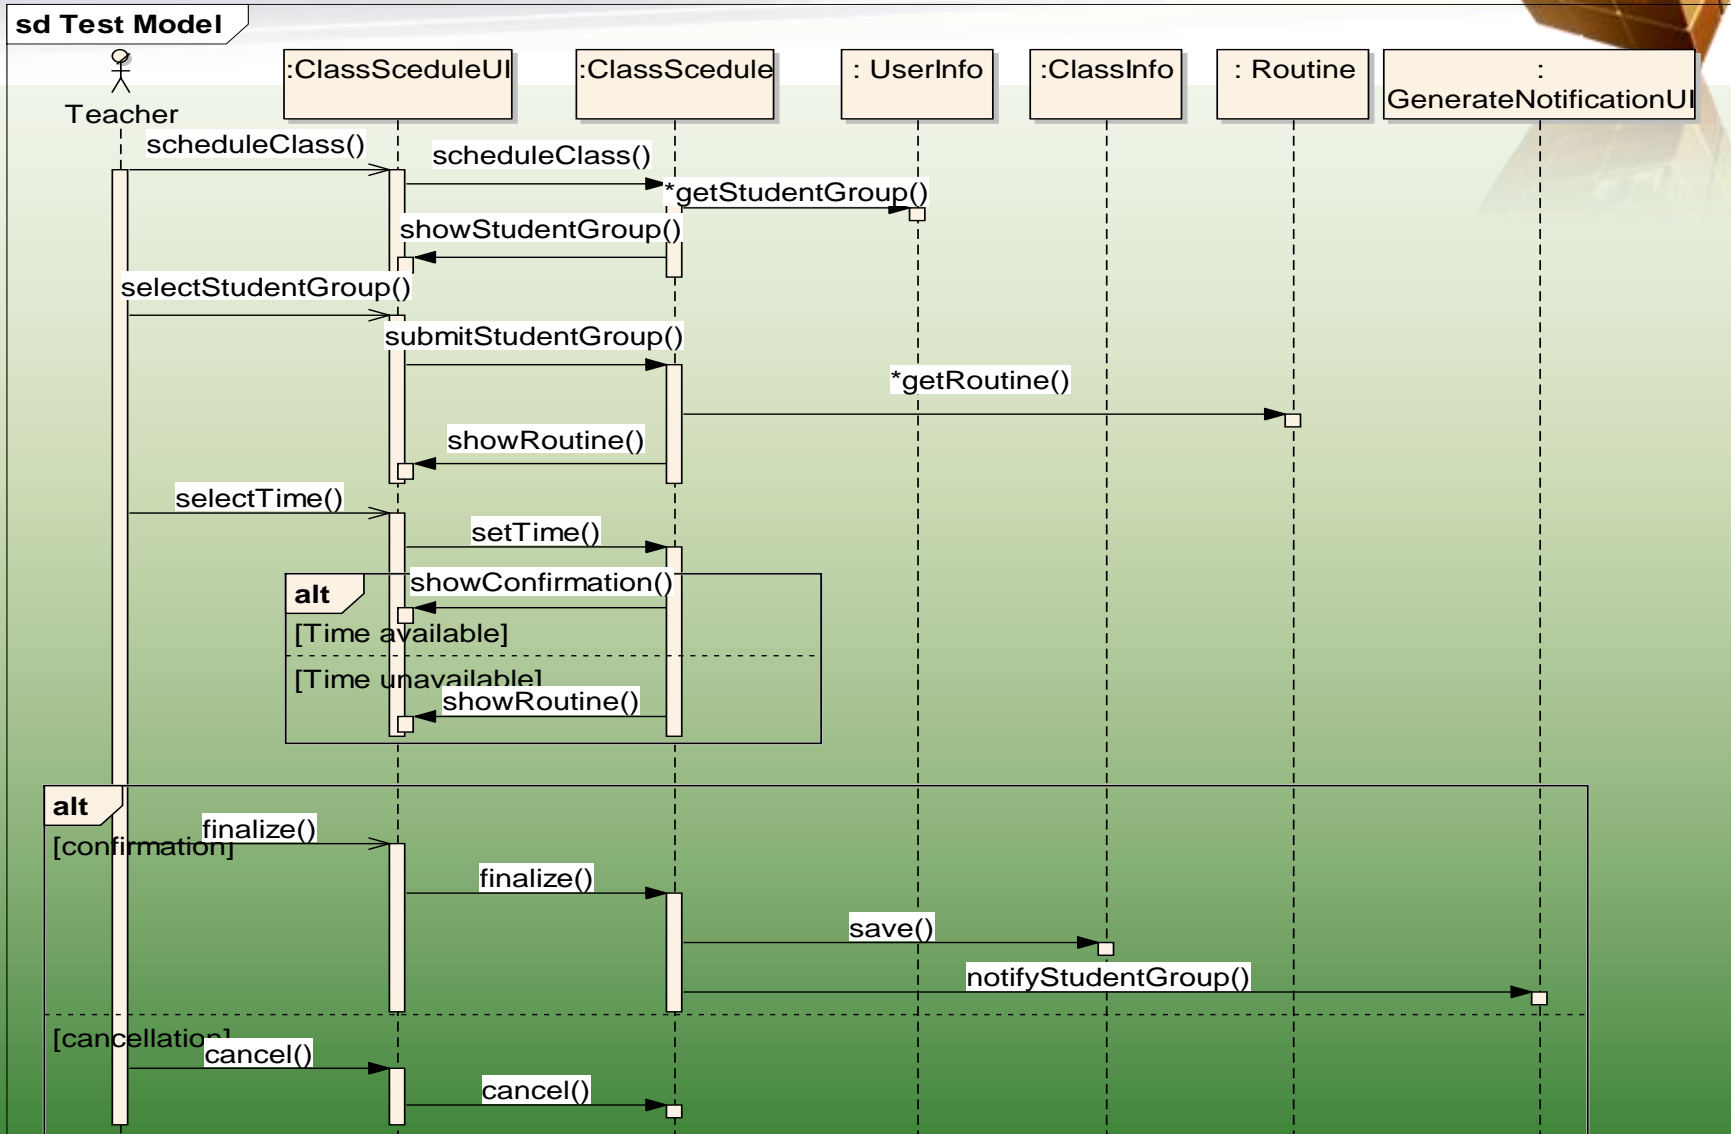 sd Test Model
Teacher
:ClassSceduleUI
:ClassScedule
: UserInfo
:ClassInfo
: Routine
:
GenerateNotificationUI
scheduleClass()
scheduleClass()
*getStudentGroup()
showStudentGroup()
selectStudentGroup()
submitStudentGroup()
*getRoutine()
showRoutine()
selectTime()
setTime()
alt
showConfirmation()
[Time available]
[Time unavailable]
showRoutine()
alt
finalize()
[confirmation]
finalize()
save()
notifyStudentGroup()
[cancellation]
cancel()
cancel()